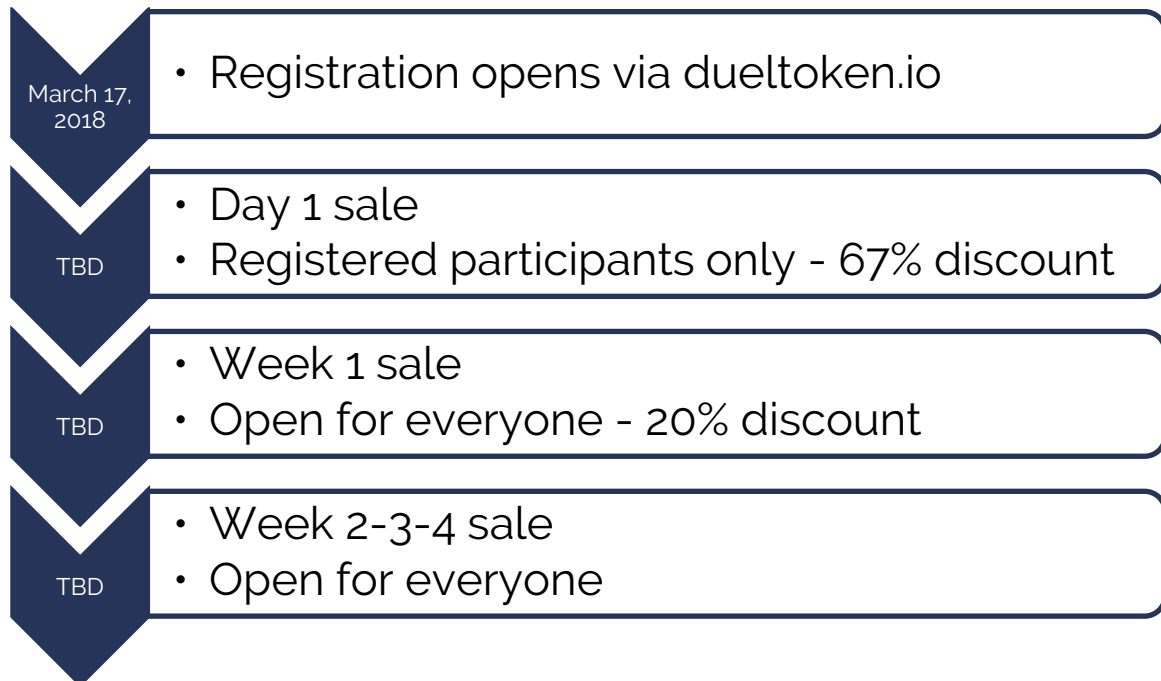 March 17,
2018
• Registration opens via dueltoken.io
TBD
• Day 1 sale
• Registered participants only - 67% discount
TBD
• Week 1 sale
• Open for everyone - 20% discount
TBD
• Week 2-3-4 sale
• Open for everyone